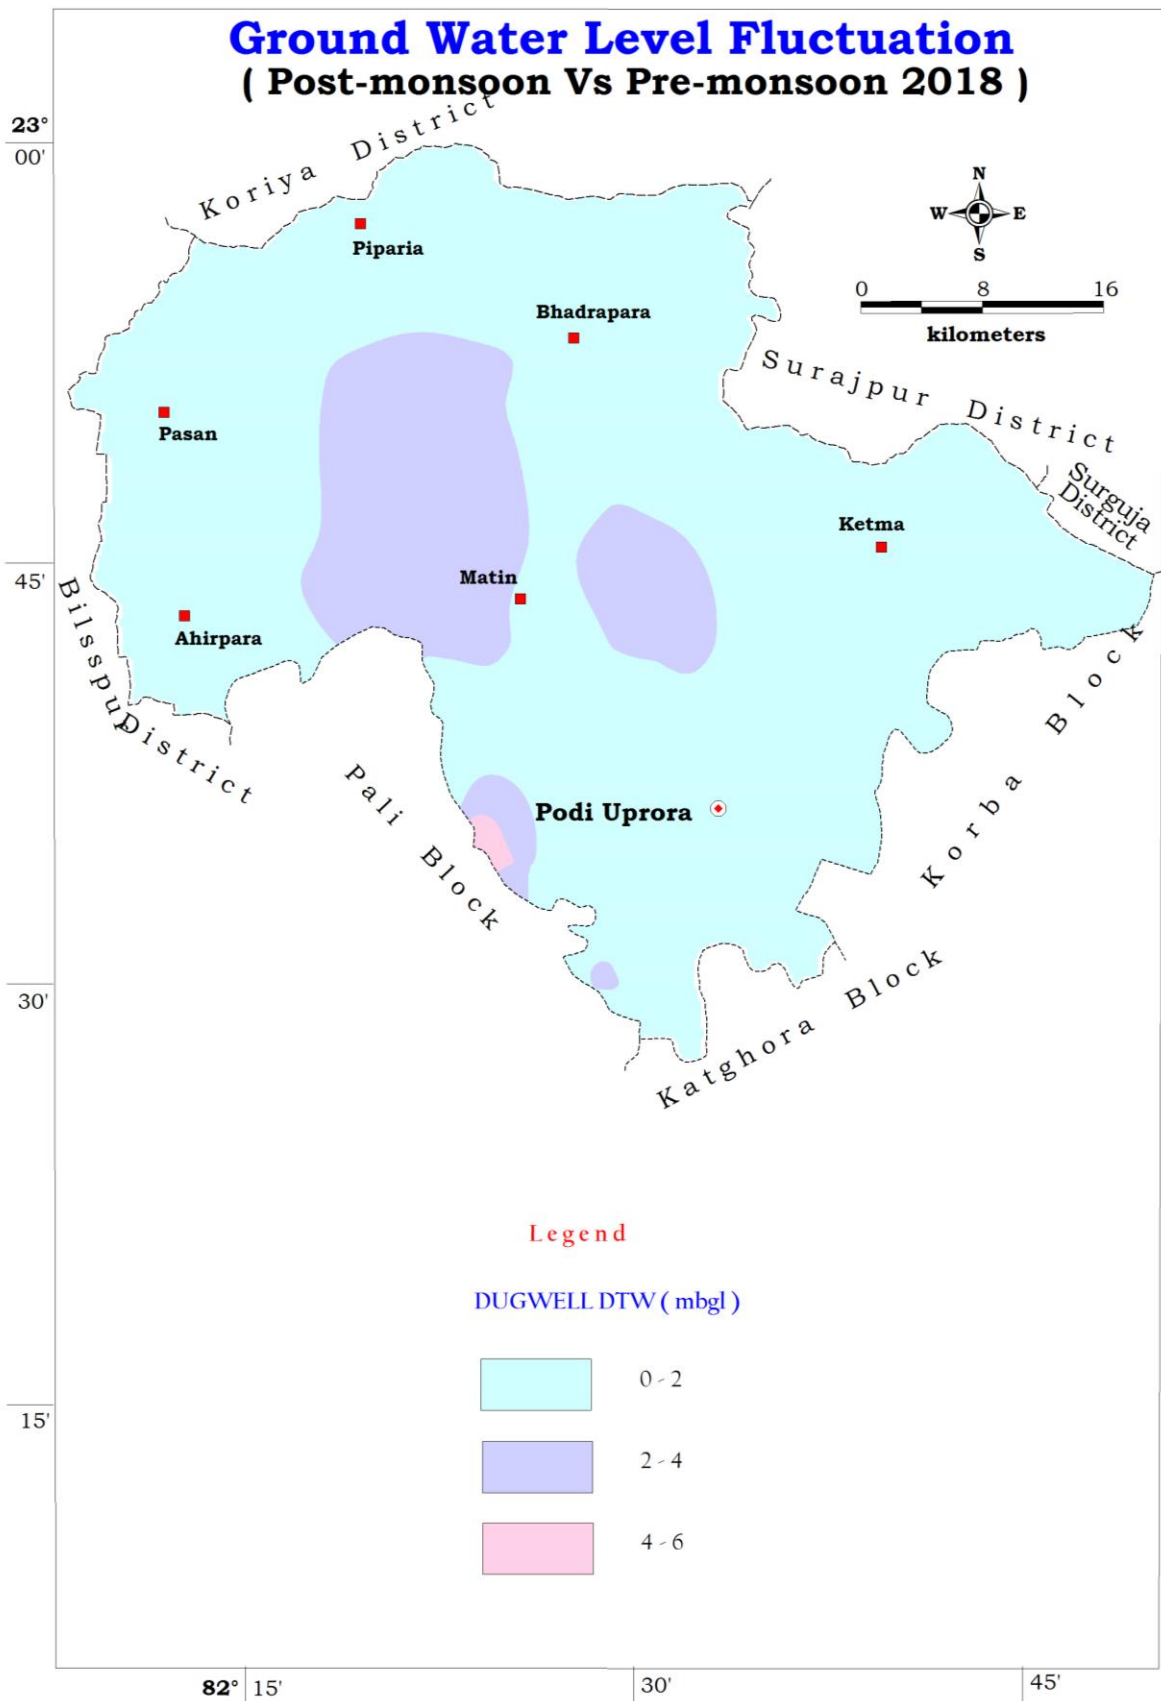 Ground Water Level Fluctuation
( Post-monsoon Vs Pre-monsoon 2018 )
23°
00'
Koriya District
N
W E
S
Piparia
0 8 16
kilometers
Bhadrapara
Surajpur District
Pasan
Surguja
District
Ketma
45'
Matin
Bilsspur
District
Ahirpara
Korba Block
Pali Block
Podi Uprora
30'
Katghora Block
Legend
DUGWELL DTW ( mbgl )
0 - 2
15'
2 - 4
4 - 6
82° 15' 30' 45'